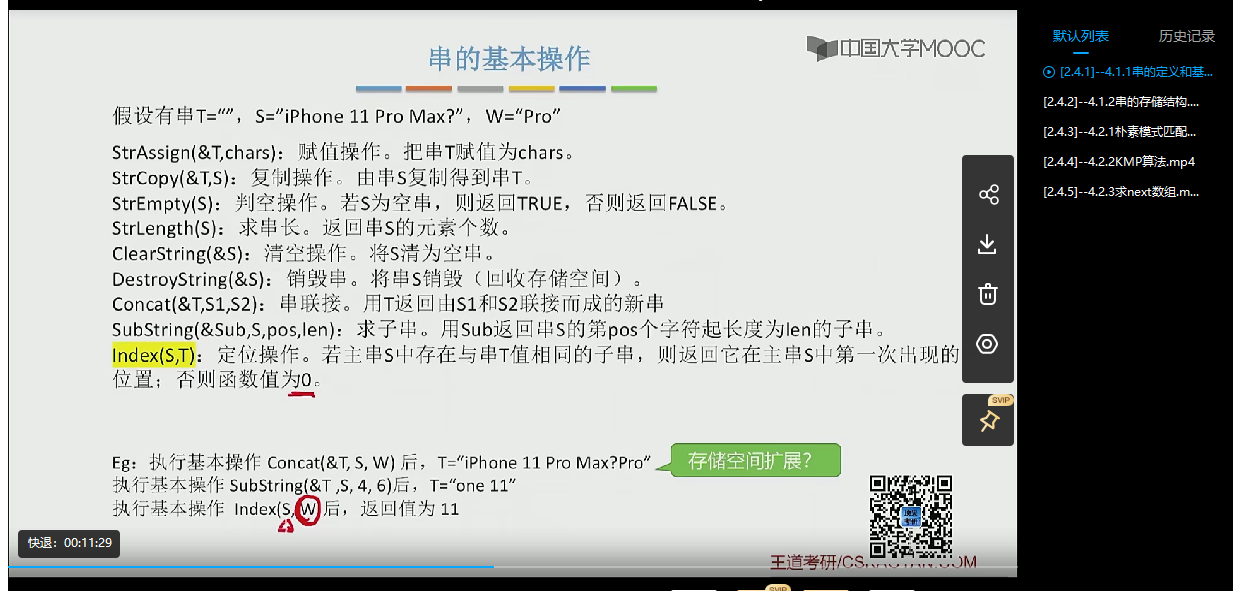 串的基本操作
中国大学MOOC
假设有串T=“”，S=”iPhone 11 Pro Max?”，W=“Pro”
StrAssign(&T,chars)：赋值操作。把串T赋值为chars。
StrCopy(&T,S)：复制操作。由串S复制得到串T。
StrEmpty(S)：判空操作。若S为空串，则返回TRUE，否则返回FALSE。
StrLength(S)：求串长。返回串S的元素个数。
ClearString(&S)：清空操作。将S清为空串。
DestroyString(&S)：销毁串。将串S销毁（回收存储空间）。
Concat(&T,S1,S2)：串联接。用T返回由S1和S2联接而成的新串
SubString(&Sub,S,pos,len)：求子串。用Sub返回串S的第pos个字符起长度为len的子串。
Index(S,T)：定位操作。若主串S中存在与串T值相同的子串，则返回它在主串S中第一次出现的
位置；否则函数值为0。
Eg：执行基本操作 Concat(&T, S, W) 后，T=“iPhone 11 Pro Max?Pro”
存储空间扩展？
执行基本操作 SubString(&T ,S, 4, 6)后，T=“one 11”
执行基本操作 Index(S, W) 后，返回值为 11
快退：00:11:29
王道考研/CSKAOYAN.COM
SVIP
SVIP
默认列表
历史记录
[2.4.1]--4.1.1串的定义和基...
[2.4.2]--4.1.2串的存储结构....
[2.4.3]--4.2.1朴素模式匹配...
[2.4.4]--4.2.2KMP算法.mp4
[2.4.5]--4.2.3求next数组.m...